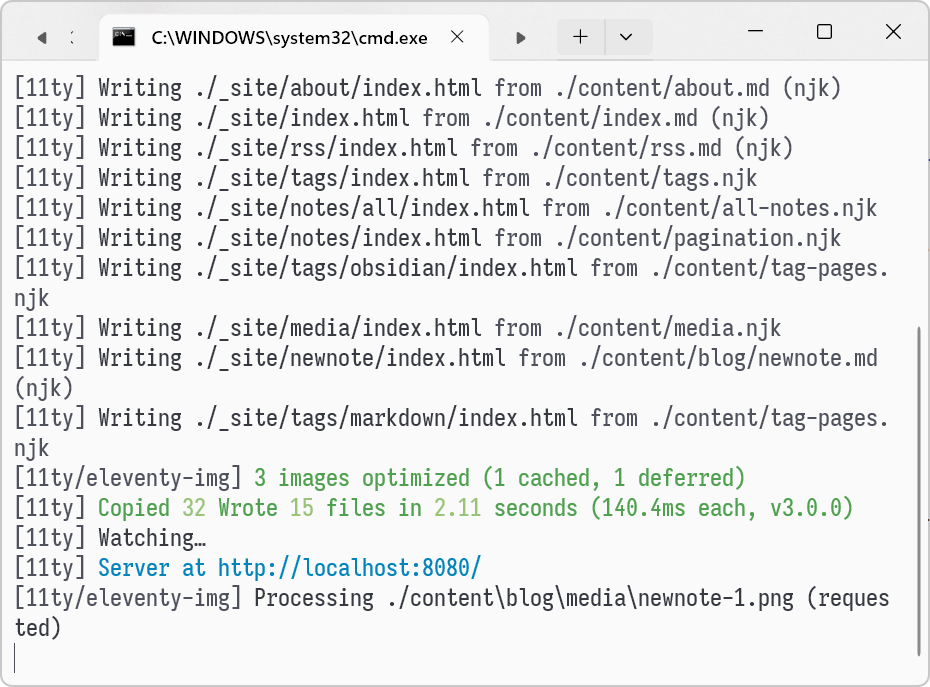 C:\WINDOWS\system32\cmd.exe
[11ty] Writing ./_site/about/index.html from ./content/about.md (njk)
[11ty] Writing ./_site/index.html from ./content/index.md (njk)
[11ty] Writing ./_site/rss/index.html from ./content/rss.md (njk)
[11ty] Writing ./_site/tags/index.html from ./content/tags.njk
[11ty] Writing ./_site/notes/all/index.html from ./content/all-notes.njk
[11ty] Writing ./_site/notes/index.html from ./content/pagination.njk
[11ty] Writing ./_site/tags/obsidian/index.html from ./content/tag-pages.
njk
[11ty] Writing ./_site/media/index.html from ./content/media.njk
[11ty] Writing ./_site/newnote/index.html from ./content/blog/newnote.md
(njk)
[11ty] Writing ./_site/tags/markdown/index.html from ./content/tag-pages.
njk
[11ty/eleventy-img] 3 images optimized (1 cached, 1 deferred)
[11ty] Copied 32 Wrote 15 files in 2.11 seconds (140.4ms each, v3.0.0)
[11ty] Watching…
[11ty] Server at http://localhost:8080/
[11ty/eleventy-img] Processing ./content\blog\media\newnote-1.png (reques
ted)